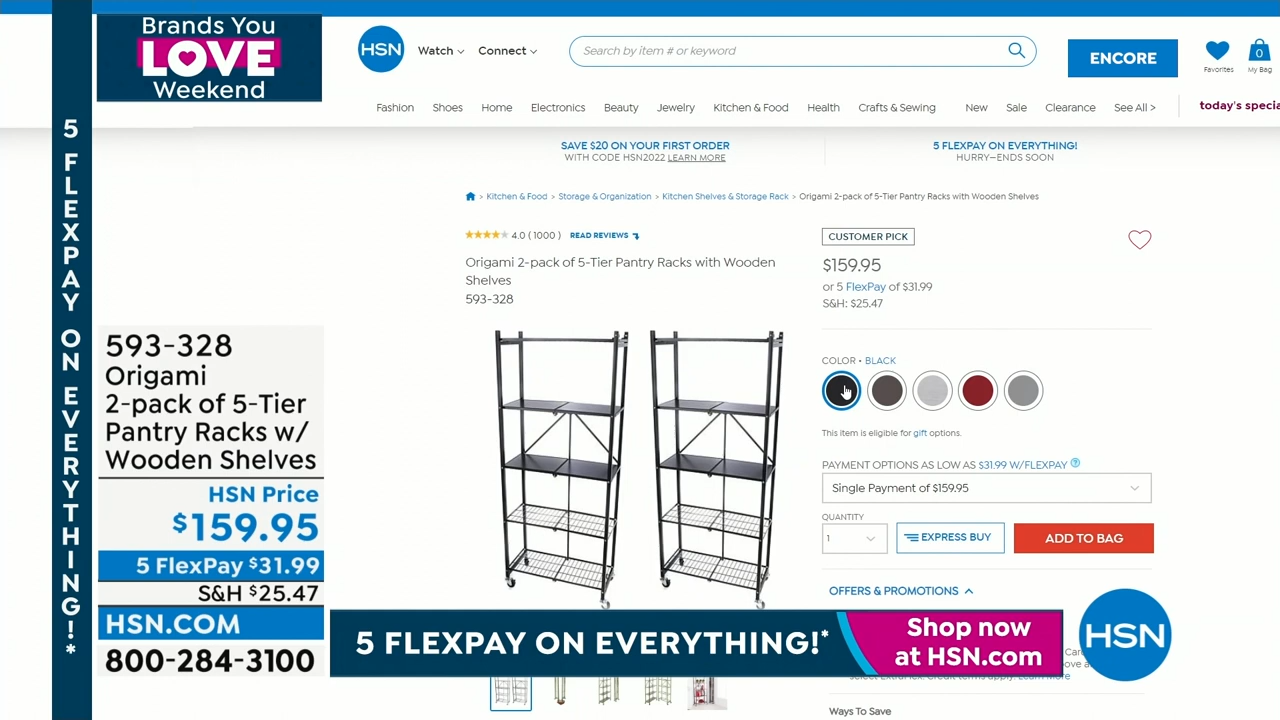 Brands You
LOVE
Weekend
5 FLEXPAY ON EVERYTHING!*
HSN
Watch
Connect
Search by item # or keyword
ENCORE
Favorites
0
My Bag
Fashion
Shoes
Home
Electronics
Beauty
Jewelry
Kitchen & Food
Health
Crafts & Sewing
New
Sale
Clearance
See All >
today's specia
SAVE $20 ON YOUR FIRST ORDER
WITH CODE HSN2022 LEARN MORE
5 FLEXPAY ON EVERYTHING!
HURRY—ENDS SOON
> Kitchen & Food > Storage & Organization > Kitchen Shelves & Storage Rack > Origami 2-pack of 5-Tier Pantry Racks with Wooden Shelves
4.0 ( 1000 ) READ REVIEWS
Origami 2-pack of 5-Tier Pantry Racks with Wooden
Shelves
593-328
CUSTOMER PICK
$159.95
or 5 FlexPay of $31.99
S&H: $25.47
COLOR • BLACK
This item is eligible for gift options.
PAYMENT OPTIONS AS LOW AS $31.99 W/FLEXPAY ?
Single Payment of $159.95
QUANTITY
1
EXPRESS BUY
ADD TO BAG
OFFERS & PROMOTIONS
593-328
Origami
2-pack of 5-Tier
Pantry Racks w/
Wooden Shelves
HSN Price
$159.95
5 FlexPay $31.99
S&H $25.47
HSN.COM
800-284-3100
5 FLEXPAY ON EVERYTHING!*
Shop now
at HSN.com
HSN
Learn More
Ways To Save